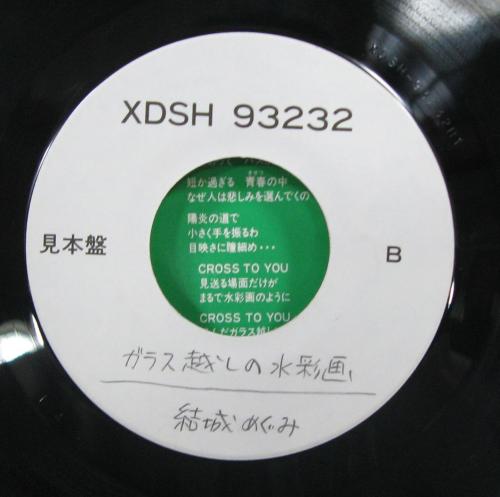 XDSH 93232
見本盤
B
短か過ぎる 青春の中
なぜ人は悲しみを選んでくの
陽炎の道で
小さく手を振るわ
目映さに瞳細め・・・
CROSS TO YOU
見送る場面だけが
まるで水彩画のように
CROSS TO YOU
ガラス越しの水彩画
結城めぐみ